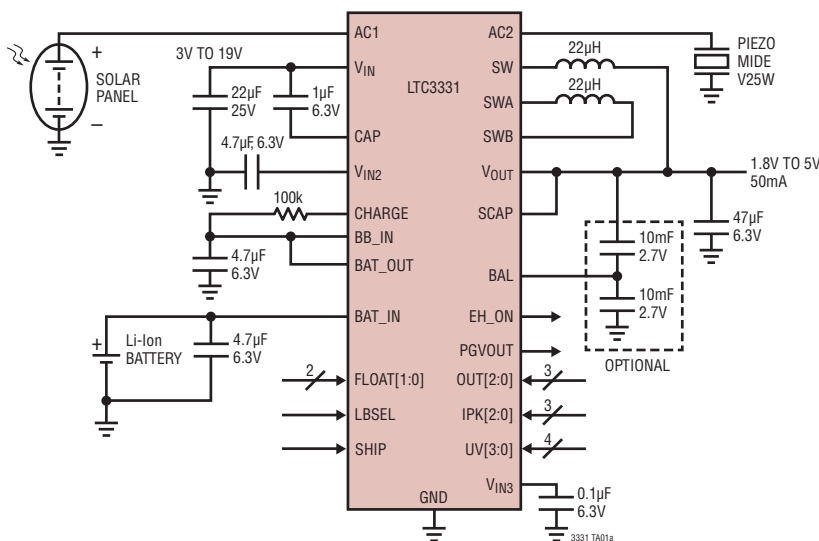 AC1
AC2
LTC3331
3V TO 19V
+
SOLAR
PANEL
–
VIN
22µF
25V
1µF
6.3V
CAP
4.7µF, 6.3V
VIN2
100k
CHARGE
BB_IN
4.7µF
6.3V
BAT_OUT
BAT_IN
+
Li-Ion
BATTERY
4.7µF
6.3V
2
FLOAT[1:0]
LBSEL
SHIP
GND
22µH
SW
22µH
SWA
SWB
PIEZO
MIDE
V25W
VOUT
1.8V TO 5V
50mA
SCAP
47µF
6.3V
10mF
2.7V
BAL
10mF
2.7V
OPTIONAL
EH_ON
PGVOUT
OUT[2:0]
3
IPK[2:0]
3
UV[3:0]
4
VIN3
0.1µF
6.3V
3331 TA01a